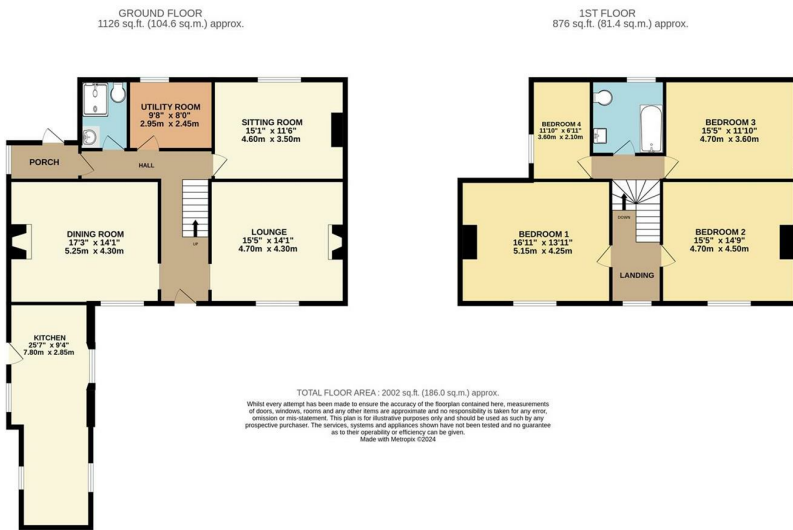 GROUND FLOOR
1126 sq.ft. (104.6 sq.m.) approx.
UTILITY ROOM
9'8" x 8'0"
2.95m x 2.45m
SITTING ROOM
15'1" x 11'6"
4.60m x 3.50m
PORCH
HALL
DINING ROOM
17'3" x 14'1"
5.25m x 4.30m
UP
LOUNGE
15'5" x 14'1"
4.70m x 4.30m
KITCHEN
25'7" x 9'4"
7.80m x 2.85m
1ST FLOOR
876 sq.ft. (81.4 sq.m.) approx.
BEDROOM 4
11'10" x 6'11"
3.60m x 2.10m
BEDROOM 3
15'5" x 11'10"
4.70m x 3.60m
BEDROOM 1
16'11" x 13'11"
5.15m x 4.25m
DOWN
LANDING
BEDROOM 2
15'5" x 14'9"
4.70m x 4.50m
TOTAL FLOOR AREA : 2002 sq.ft. (186.0 sq.m.) approx.
Whilst every attempt has been made to ensure the accuracy of the floorplan contained here, measurements
of doors, windows, rooms and any other items are approximate and no responsibility is taken for any error,
omission or mis-statement. This plan is for illustrative purposes only and should be used as such by any
prospective purchaser. The services, systems and appliances shown have not been tested and no guarantee
as to their operability or efficiency can be given.
Made with Metropix ©2024